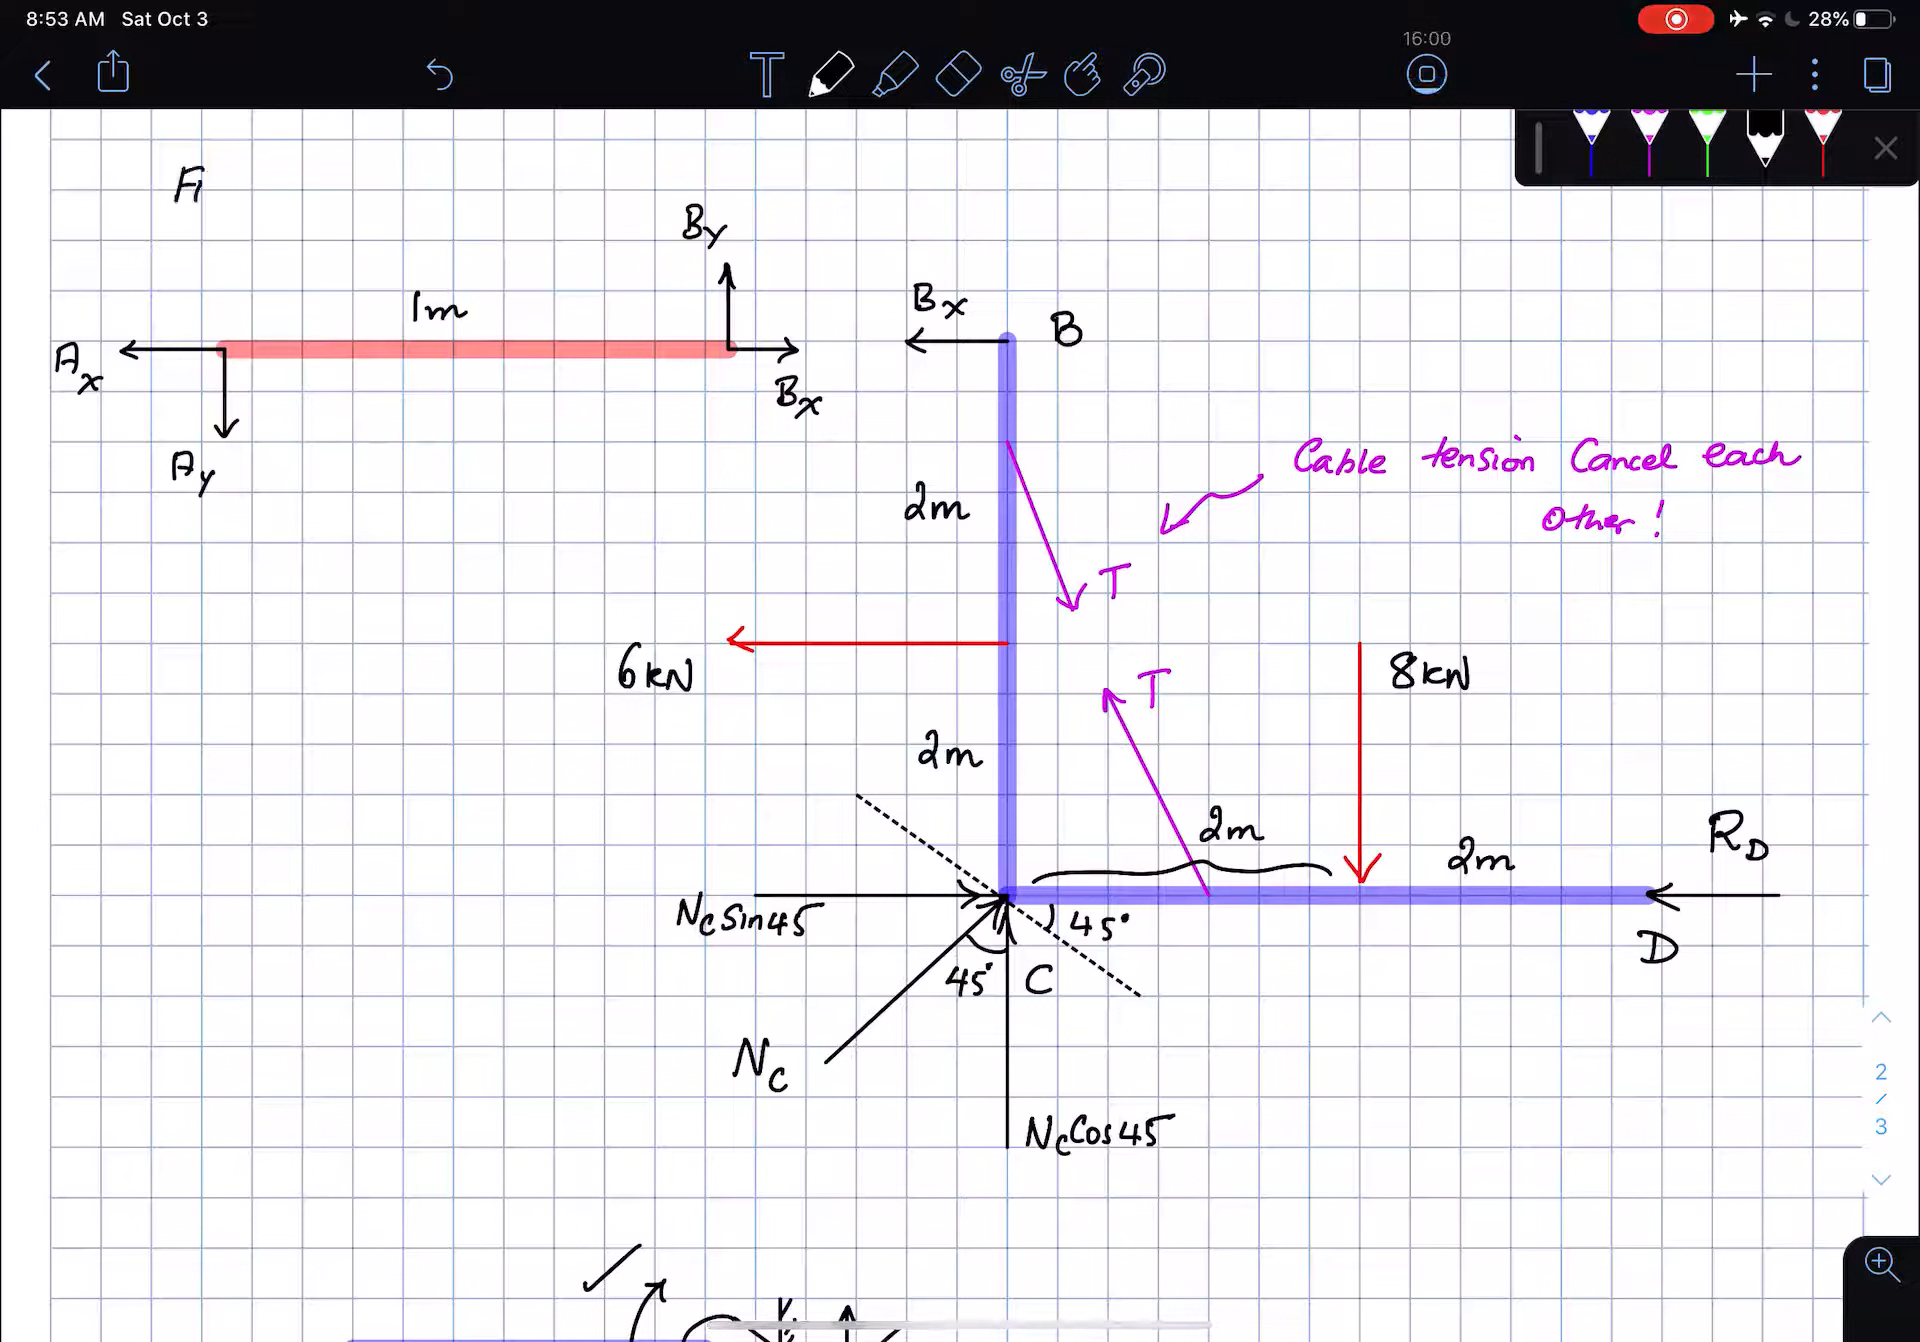 8:53 AM Sat Oct 3
28%
16:00
T
A
By
1m
Bx
B
Ax
Bx
Ay
2m
Cable tension Cancel each
other!
T
6kN
T
8kN
2m
2m
2m
RD
NcSin45
45°
D
45°
C
Nc
NcCos45
2
/
3